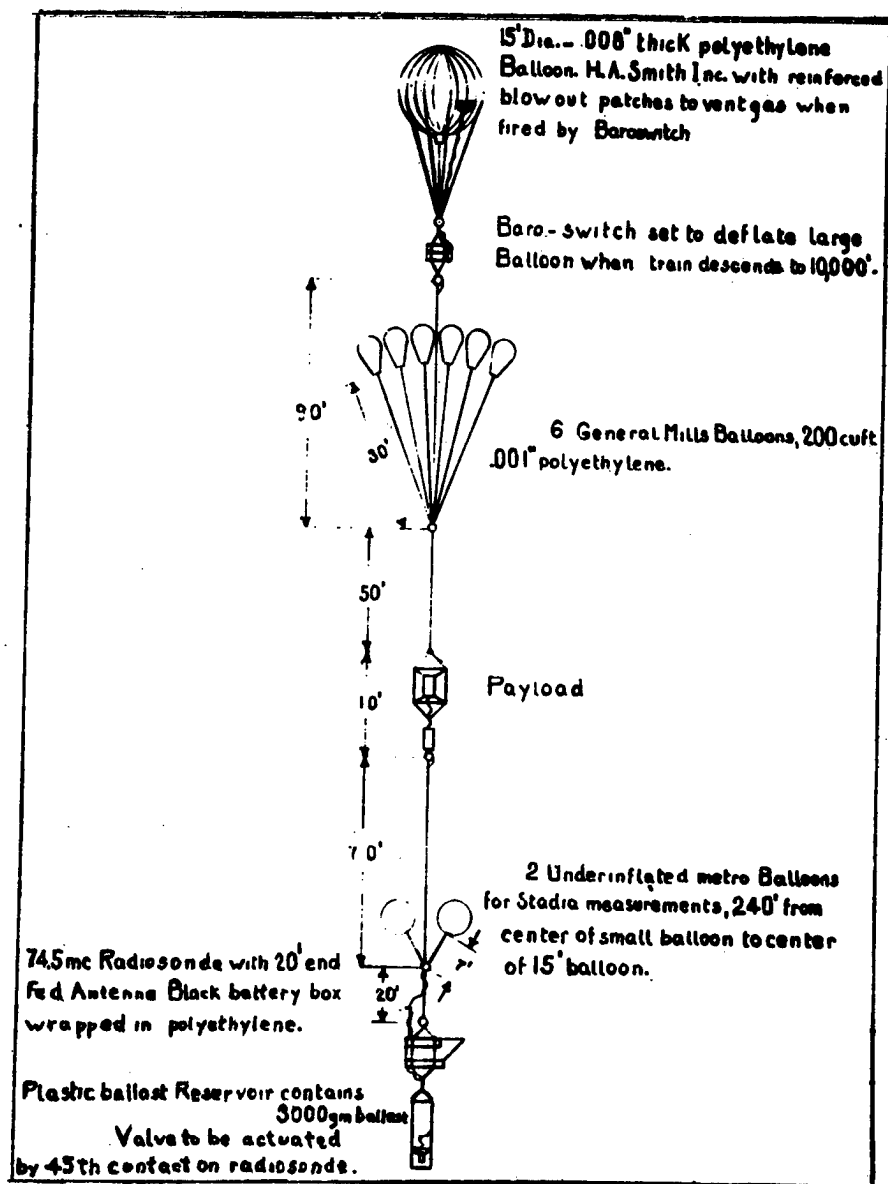 15'Dia.- .008" thick polyethylene
Balloon. H.A.Smith Inc. with reinforced
blow out patches to vent gas when
fired by Baroswitch
Baro.- switch set to deflate large
Balloon when train descends to 10,000'.
90'
30'
6 General Mills Balloons, 200 cuft
.001" polyethylene.
50'
10'
Payload
70'
2 Underinflated metro Balloons
for Stadia measurements, 240' from
center of small balloon to center
of 15' balloon.
7'
74.5mc Radiosonde with 20' end
Fed Antenna Black battery box
wrapped in polyethylene.
20'
Plastic ballast Reservoir contains
3000gm ballast
Valve to be actuated
by 45th contact on radiosonde.